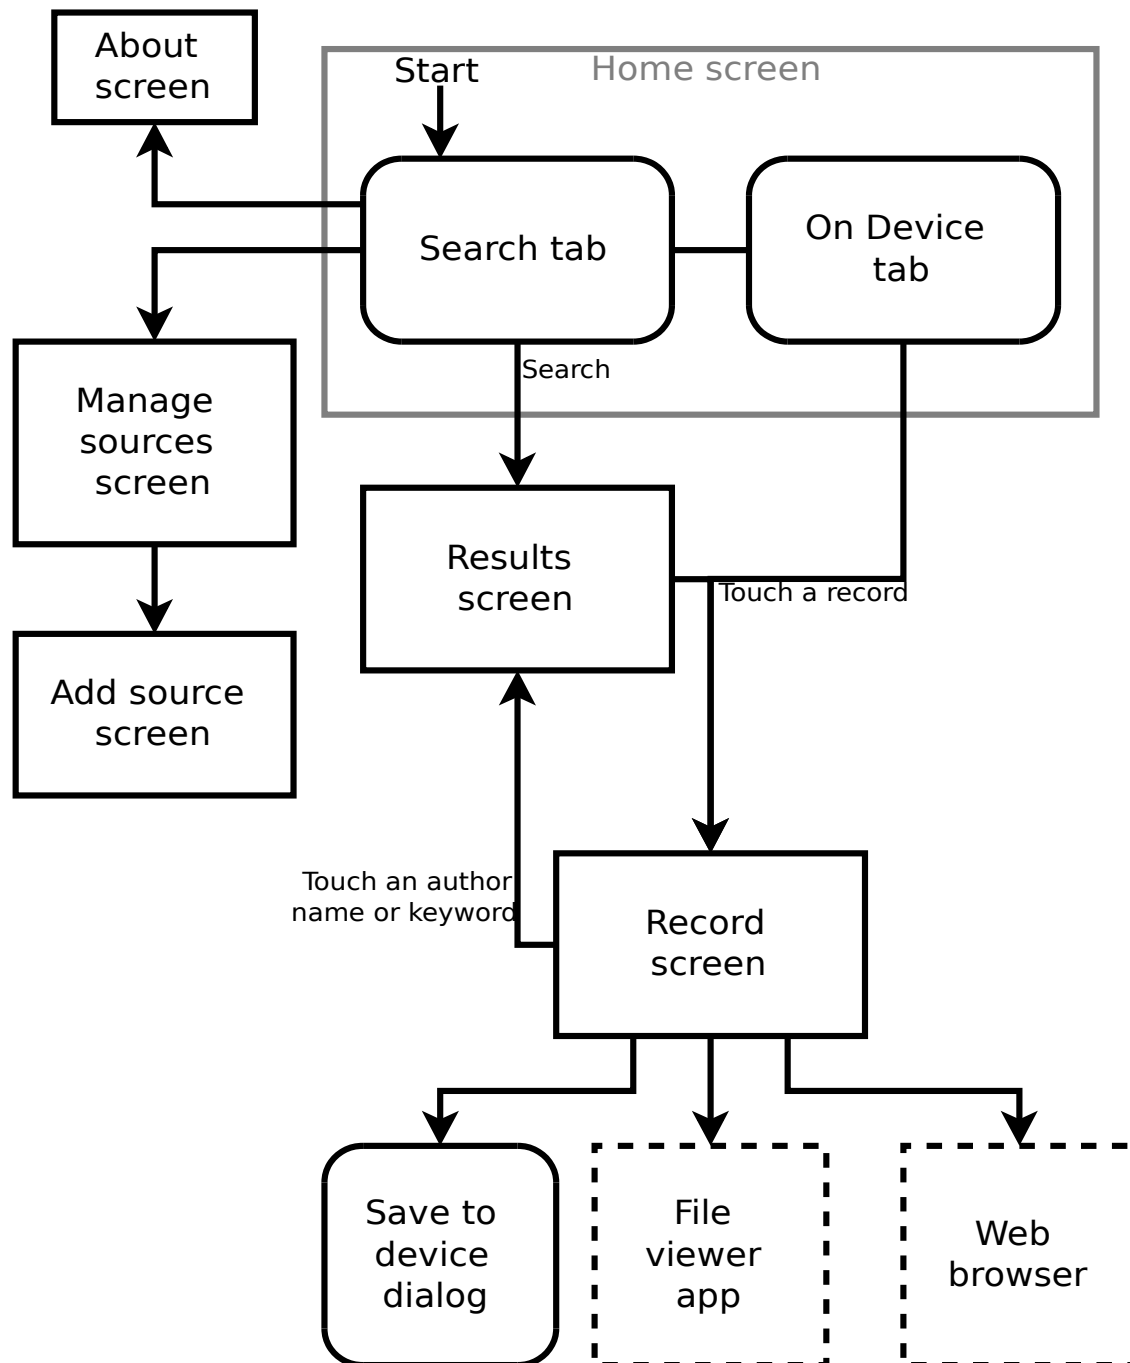 About
screen
Start
Home screen
Search tab
On Device
tab
Search
Manage
sources
screen
Results
screen
Touch a record
Add source
screen
Touch an author
name or keyword
Record
screen
Save to
device
dialog
File
viewer
app
Web
browser